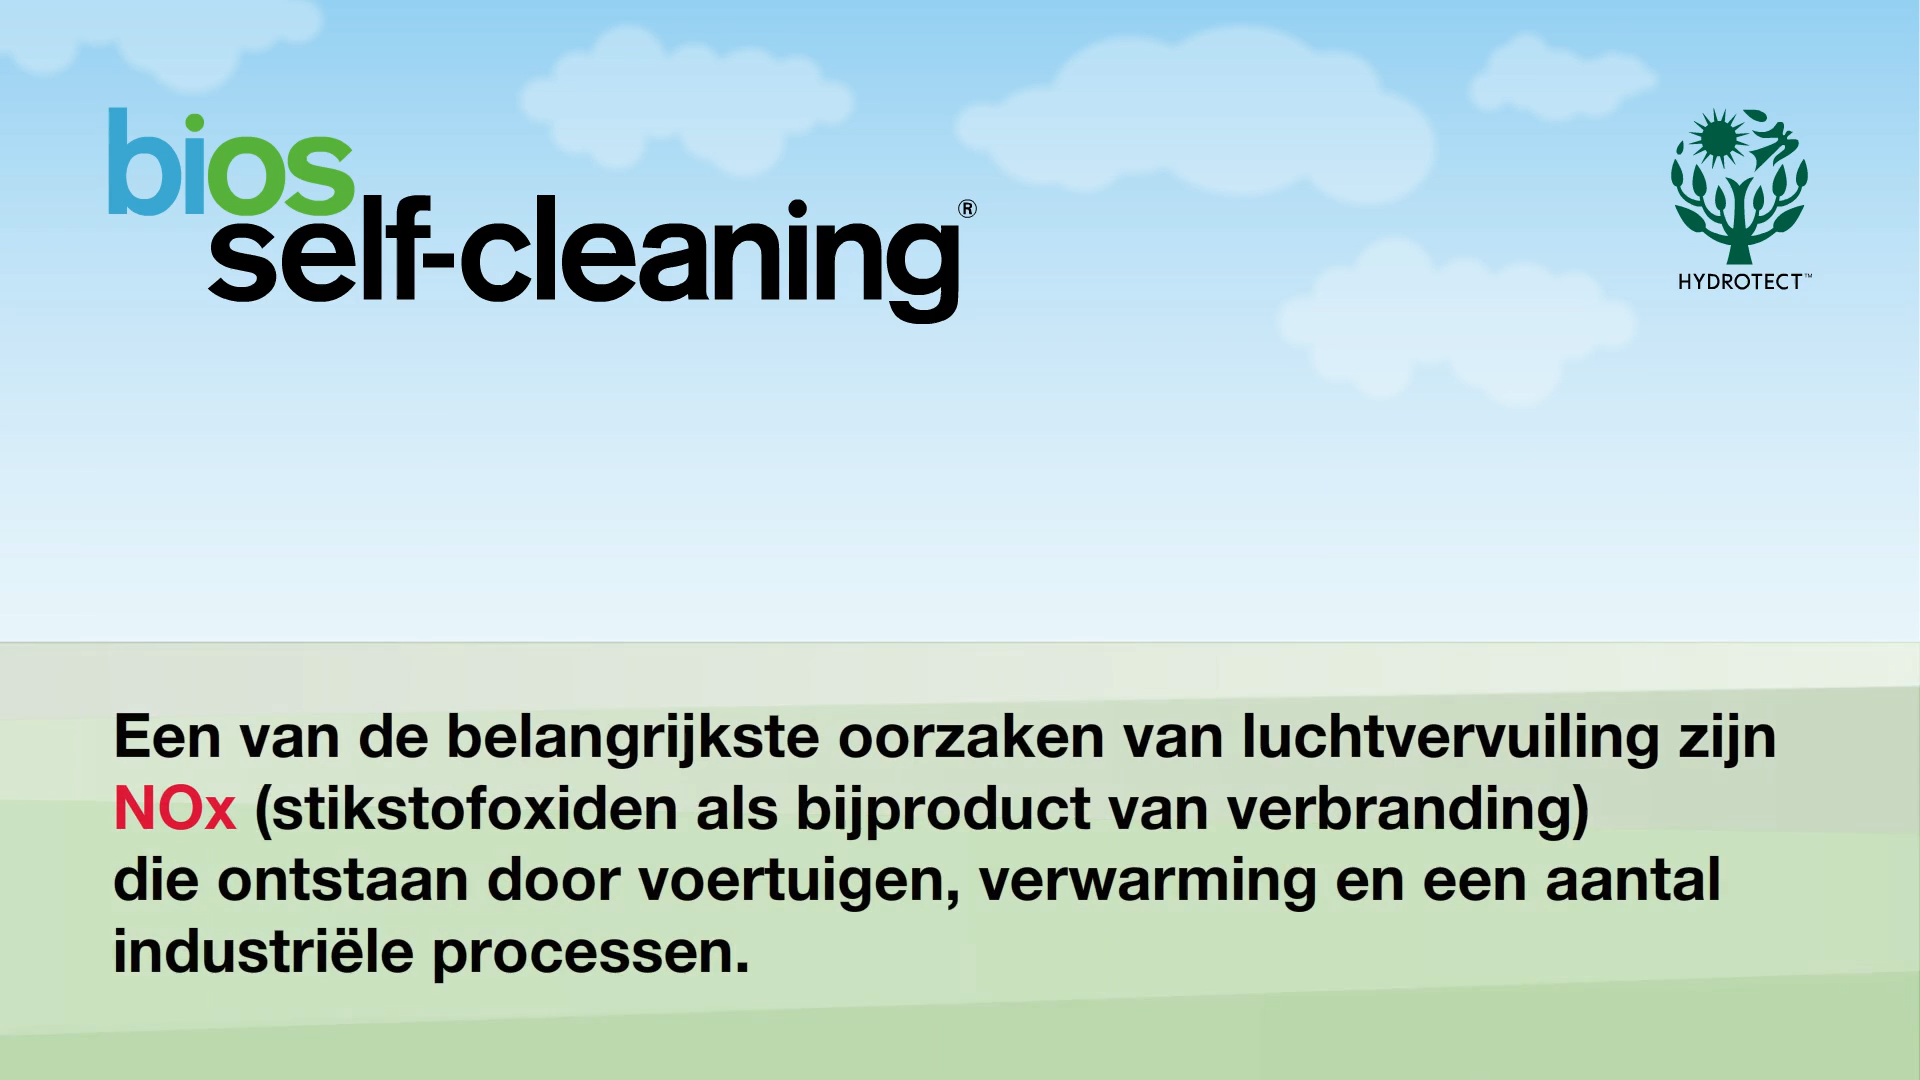 bios
self-cleaning®
HYDROTECT™
Een van de belangrijkste oorzaken van luchtvervuiling zijn
NOx (stikstofoxiden als bijproduct van verbranding)
die ontstaan door voertuigen, verwarming en een aantal
industriële processen.